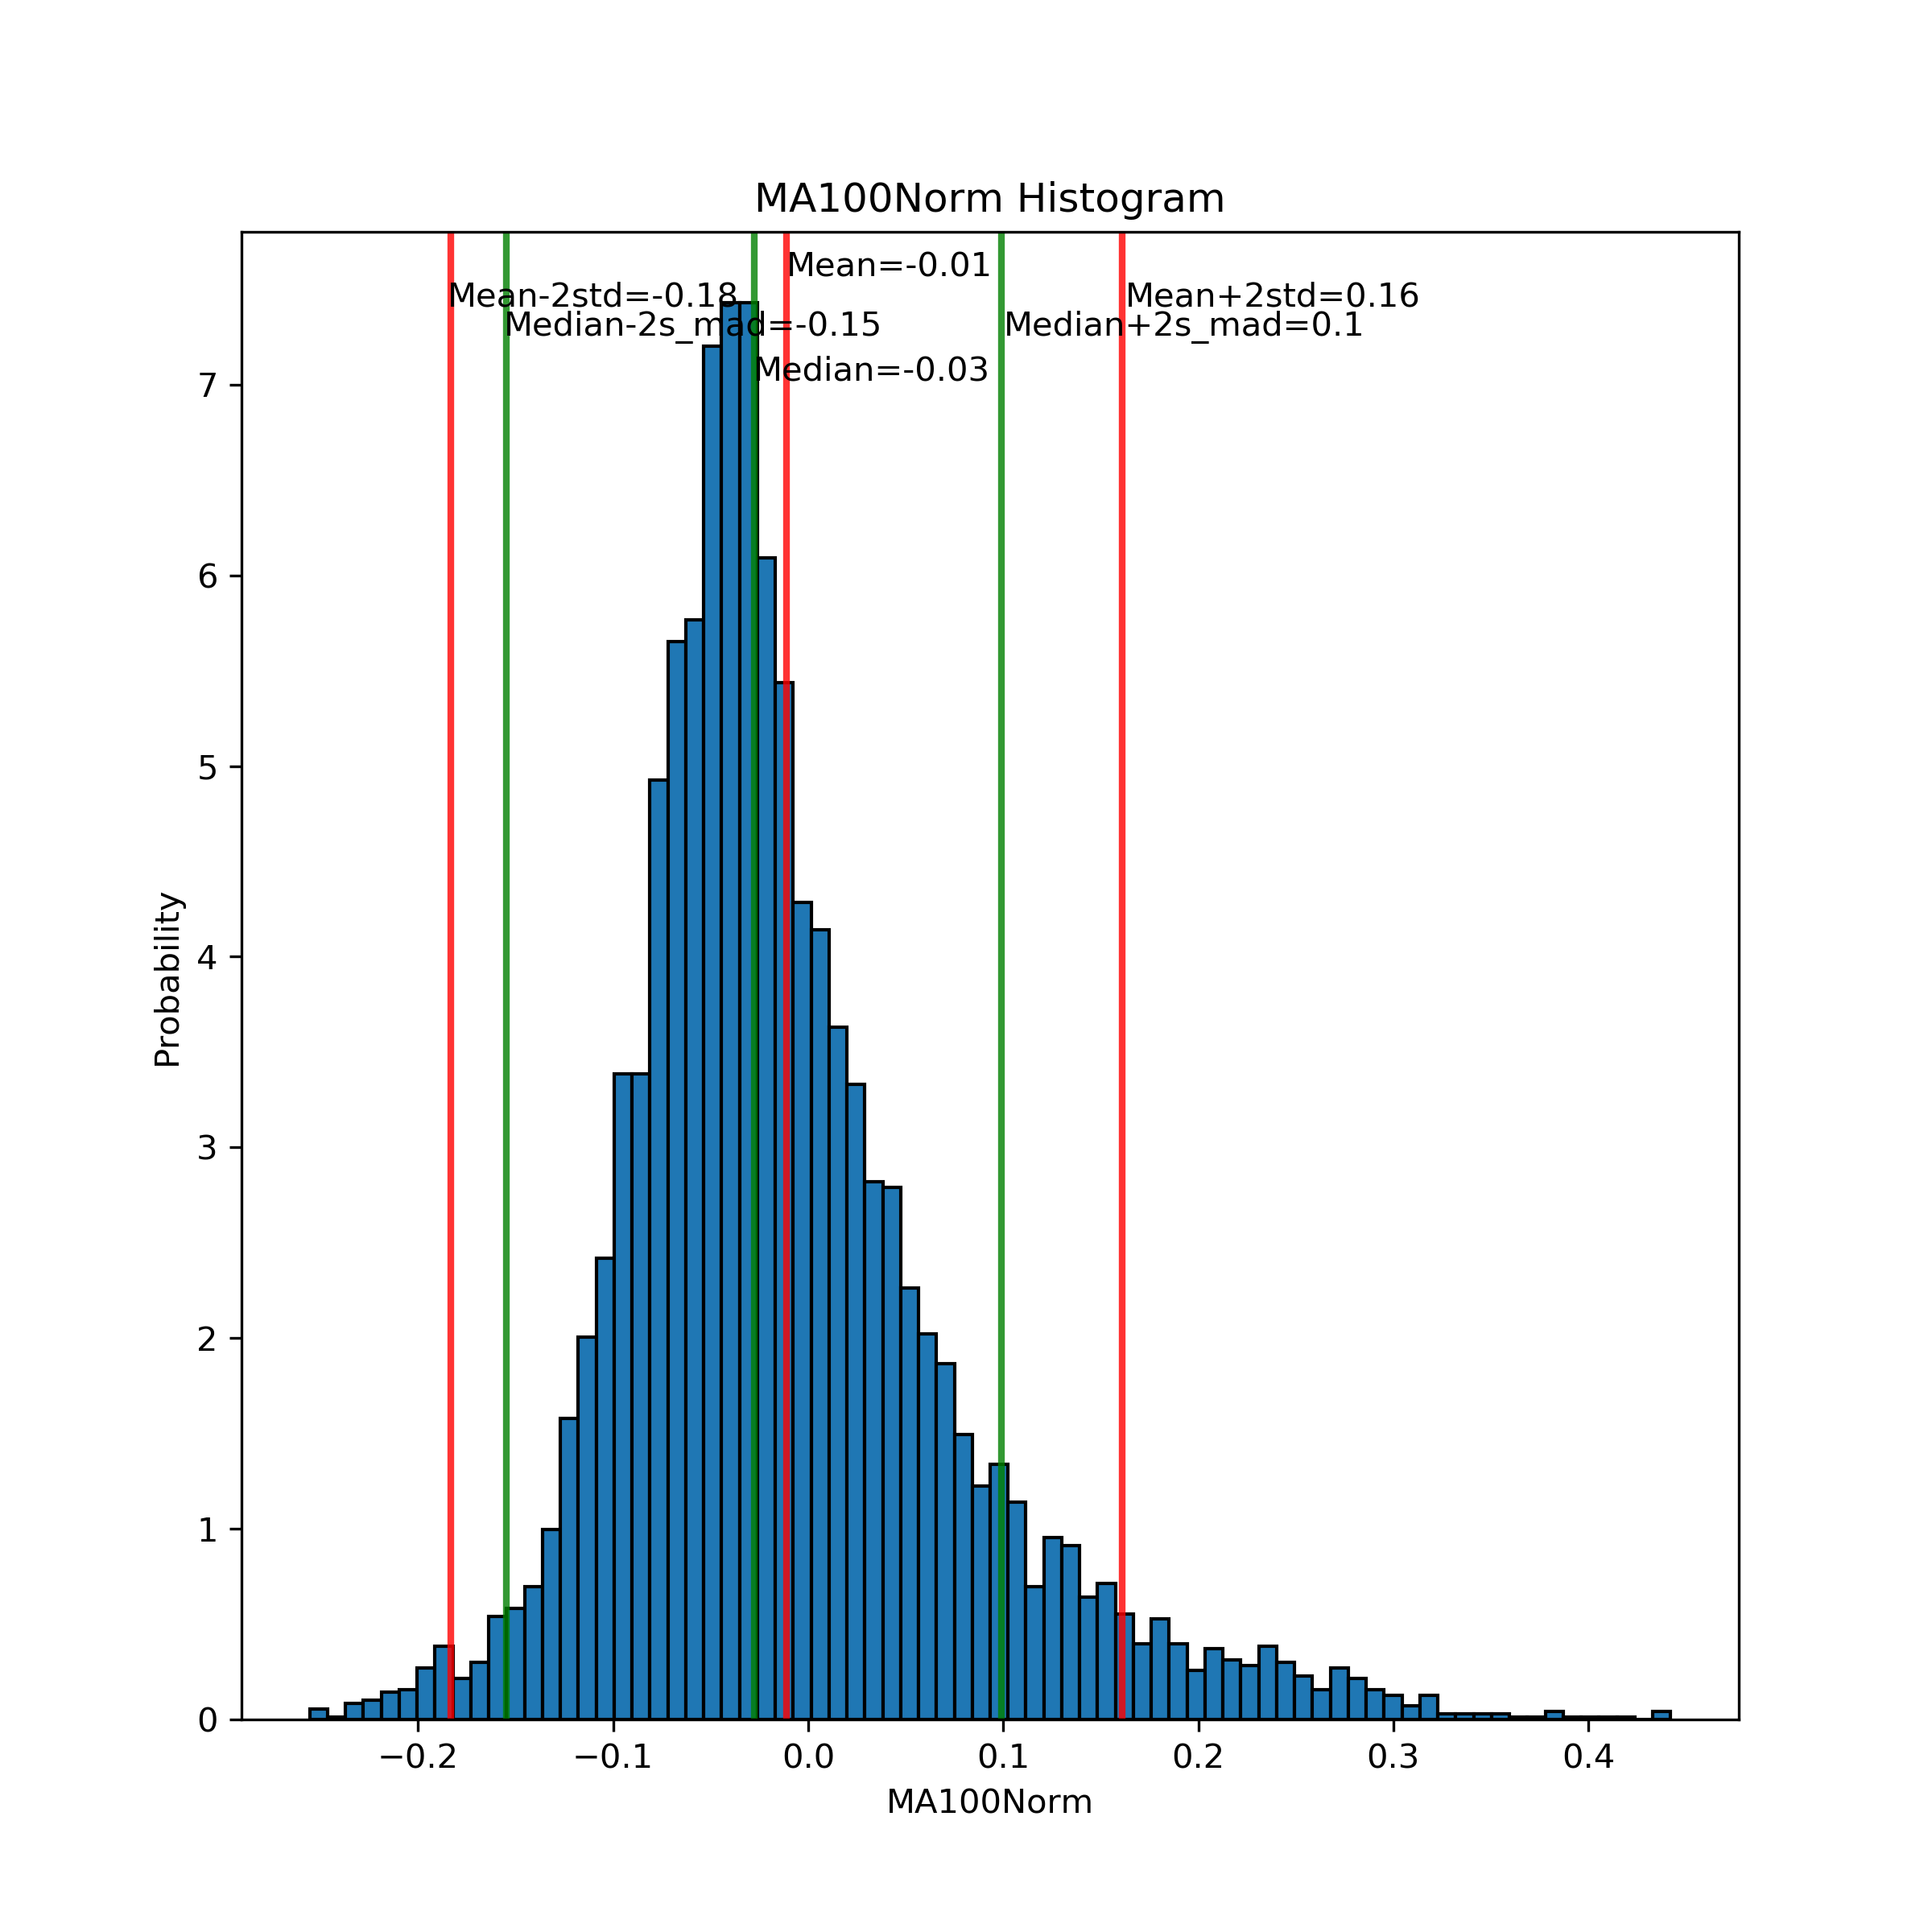 MA100Norm Histogram
Mean=-0.01
Mean-2std=-0.18
Mean+2std=0.16
Median-2s_mad=-0.15
Median+2s_mad=0.1
Median=-0.03
7
6
5
4
3
2
1
0
Probability
−0.2
−0.1
0.0
0.1
0.2
0.3
0.4
MA100Norm